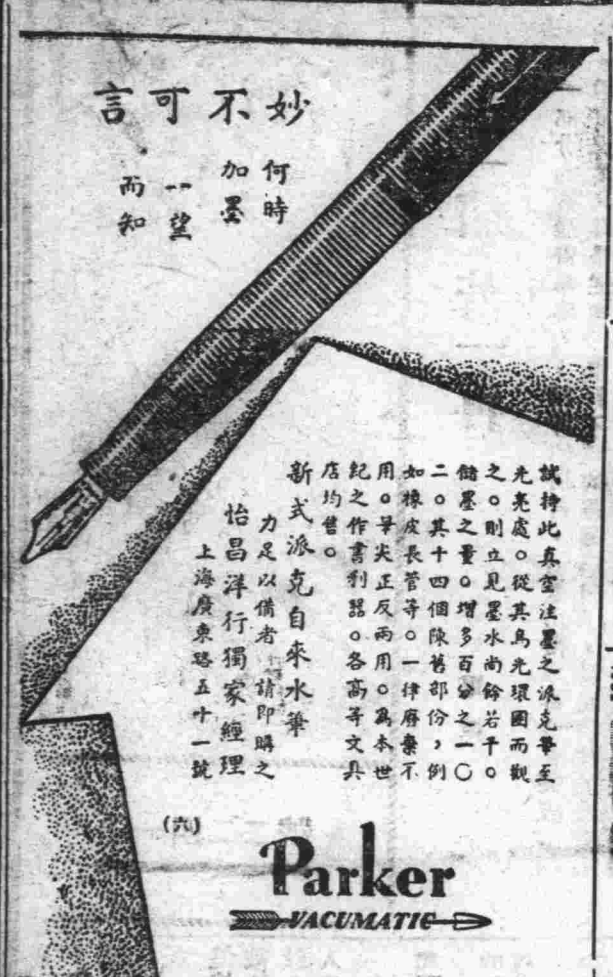 妙不可言
何時
加墨
一望
而知
試持此真空注墨之派克筆至
光亮處。從其烏光環圈而觀
之。則立見墨水尚餘若干。
儲墨之量。增多百分之一〇
二。其十四個陳舊部份，例
如橡皮長管等。一律廢棄不
用。筆尖正反兩用。爲本世
紀之作書利器。各高等文具
店均售。
新式派克自來水筆
力足以備者 請即購之
怡昌洋行獨家經理
上海廣東路五十一號
(六)
Parker
VACUMATIC